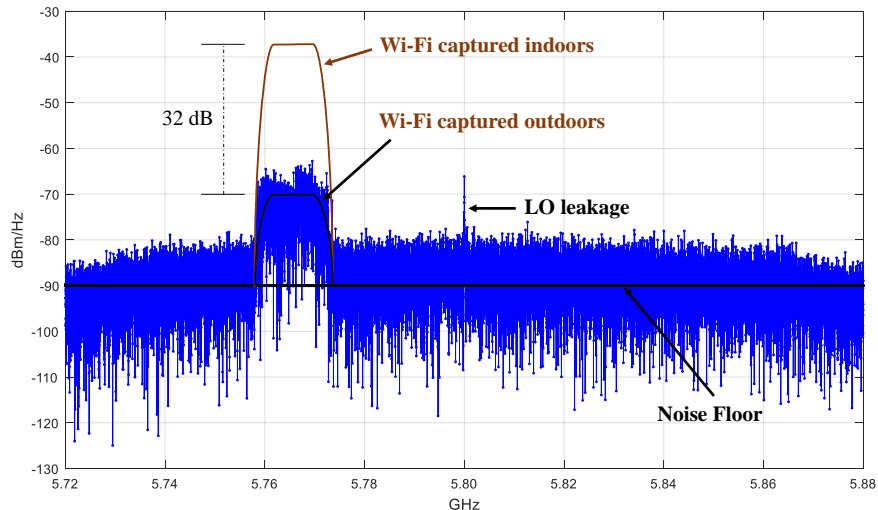 -30
-40
-50
-60
-70
-80
-90
-100
-110
-120
-130
dBm/Hz
Wi-Fi captured indoors
32 dB
Wi-Fi captured outdoors
LO leakage
Noise Floor
5.72 5.74 5.76 5.78 5.80 5.82 5.84 5.86 5.88
GHz